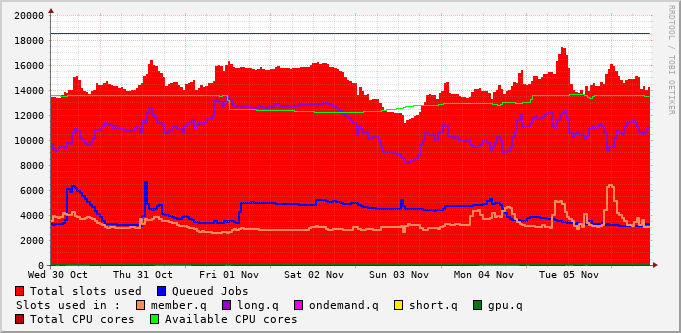 RRDTOOL / TOBI OETIKER
20000
18000
16000
14000
12000
10000
8000
6000
4000
2000
0
Wed 30 Oct Thu 31 Oct Fri 01 Nov Sat 02 Nov Sun 03 Nov Mon 04 Nov Tue 05 Nov
Total slots used Queued Jobs
Slots used in : member.q long.q ondemand.q short.q gpu.q
Total CPU cores Available CPU cores